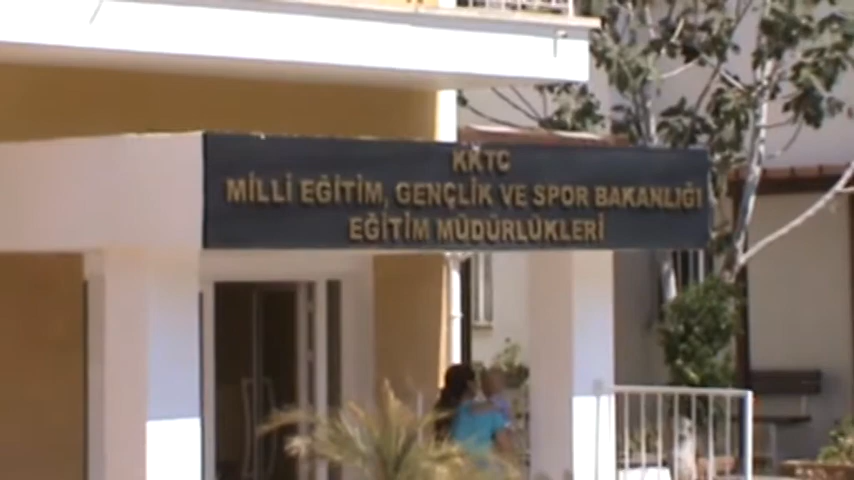 KKTC
MİLLİ EĞİTİM, GENÇLİK VE SPOR BAKANLIĞI
EĞİTİM MÜDÜRLÜKLERİ